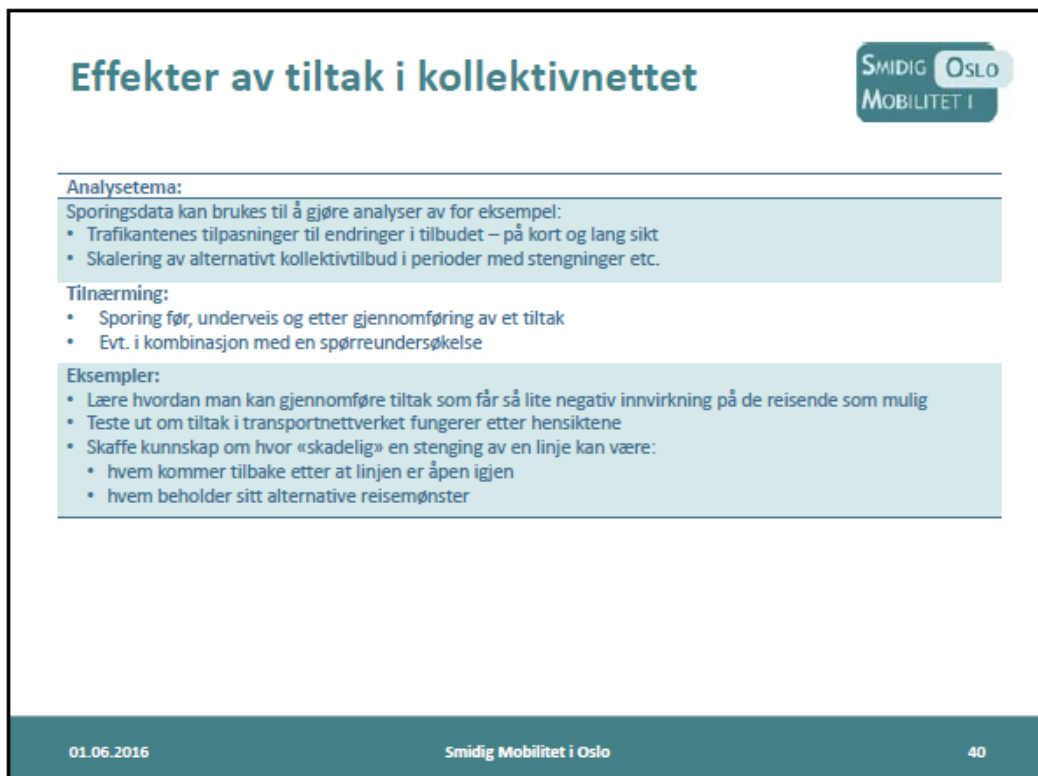 Effekter av tiltak i kollektivnettet
SMIDIG OSLO
MOBILITET I
Analysetema:
Sporingsdata kan brukes til å gjøre analyser av for eksempel:
• Trafikantenes tilpasninger til endringer i tilbudet – på kort og lang sikt
• Skalering av alternativt kollektivtilbud i perioder med stengninger etc.
Tilnærming:
• Sporing før, underveis og etter gjennomføring av et tiltak
• Evt. i kombinasjon med en spørreundersøkelse
Eksempler:
• Lære hvordan man kan gjennomføre tiltak som får så lite negativ innvirkning på de reisende som mulig
• Teste ut om tiltak i transportnettverket fungerer etter hensiktene
• Skaffe kunnskap om hvor «skadelig» en stenging av en linje kan være:
• hvem kommer tilbake etter at linjen er åpen igjen
• hvem beholder sitt alternative reisemønster
01.06.2016
Smidig Mobilitet i Oslo
40